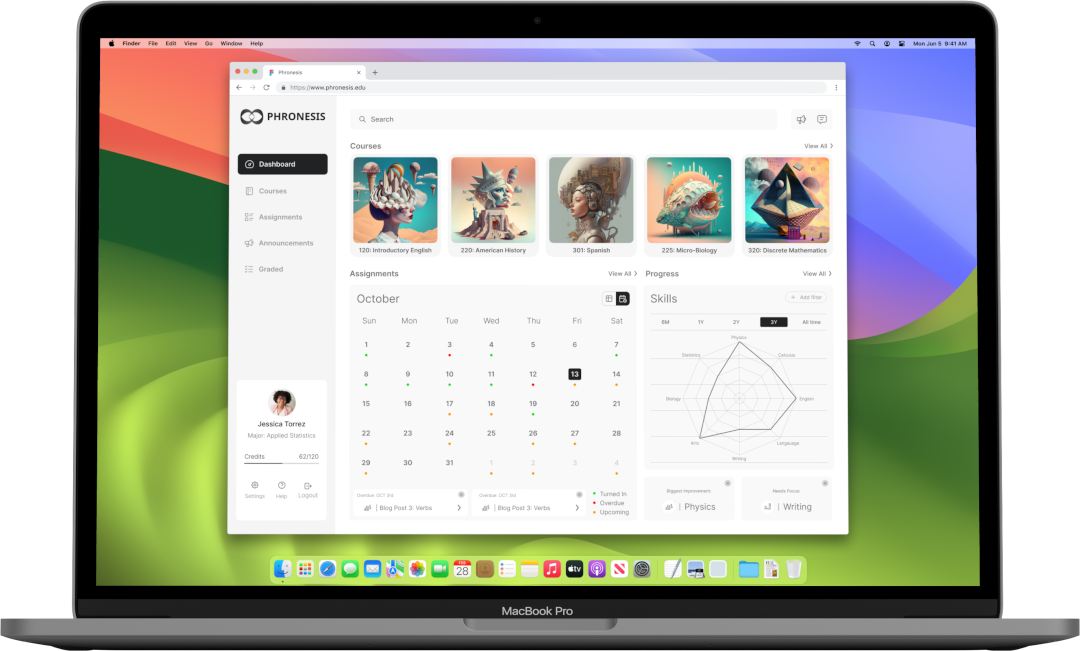 Finder File Edit View Go Window Help
Mon Jun 5 9:41 AM
Phronesis
https://www.phronesis.edu
PHRONESIS
Search
Dashboard
Courses
Assignments
Announcements
Graded
Jessica Torrez
Major: Applied Statistics
Credits 62/120
Settings Help Logout
Courses View All
120: Introductory English
220: American History
301: Spanish
225: Micro-Biology
320: Discrete Mathematics
Assignments View All
October
Sun Mon Tue Wed Thu Fri Sat
1 2 3 4 5 6 7
8 9 10 11 12 13 14
15 16 17 18 19 20 21
22 23 24 25 26 27 28
29 30 31 1 2 3 4
Overdue: OCT 3rd
Blog Post 3: Verbs
Overdue: OCT 3rd
Blog Post 3: Verbs
Turned In
Overdue
Upcoming
Progress View All
Skills
+ Add filter
6M 1Y 2Y 3Y All time
Physics
Statistics
Calculus
Biology
English
Arts
Language
Writing
Biggest Improvement
Physics
Needs Focus
Writing
28
tv
MacBook Pro